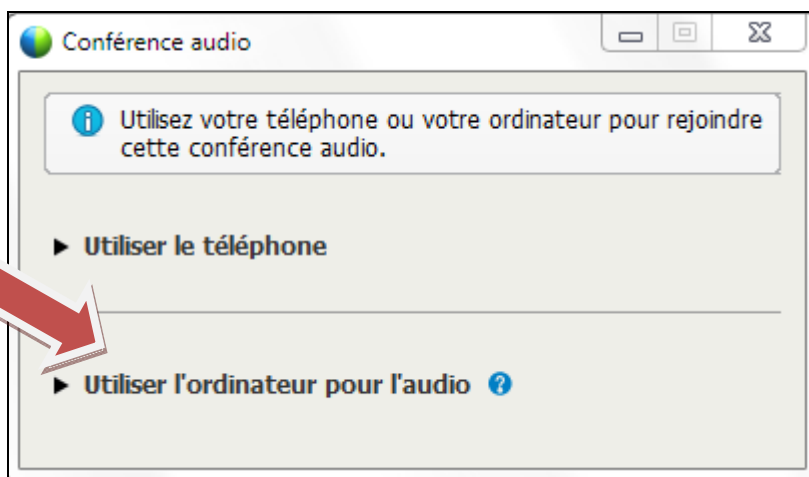 Conférence audio
Utilisez votre téléphone ou votre ordinateur pour rejoindre
cette conférence audio.
Utiliser le téléphone
Utiliser l'ordinateur pour l'audio